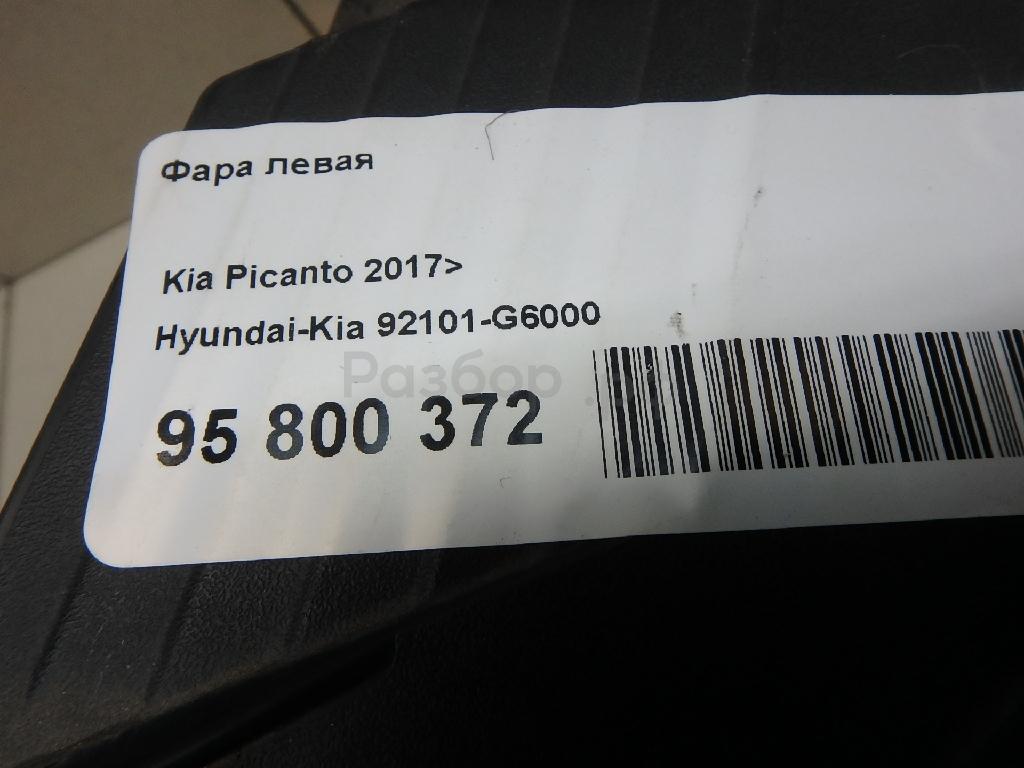 Фара левая
Kia Picanto 2017>
Hyundai-Kia 92101-G6000
Разбор
95 800 372